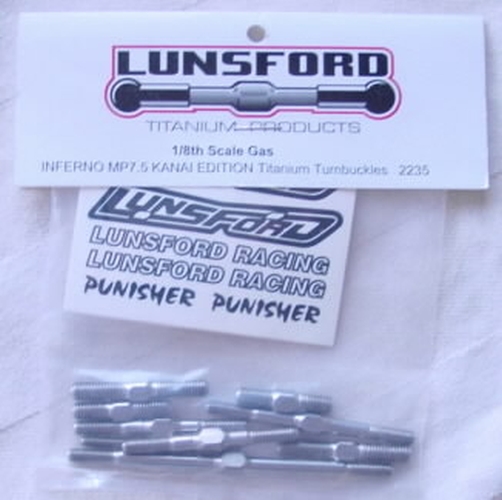 LUNSFORD
TITANIUM PRODUCTS
1/8th Scale Gas
INFERNO MP7.5 KANAI EDITION Titanium Turnbuckles 2235
LUNSFORD
LUNSFORD RACING
LUNSFORD RACING
PUNISHER PUNISHER